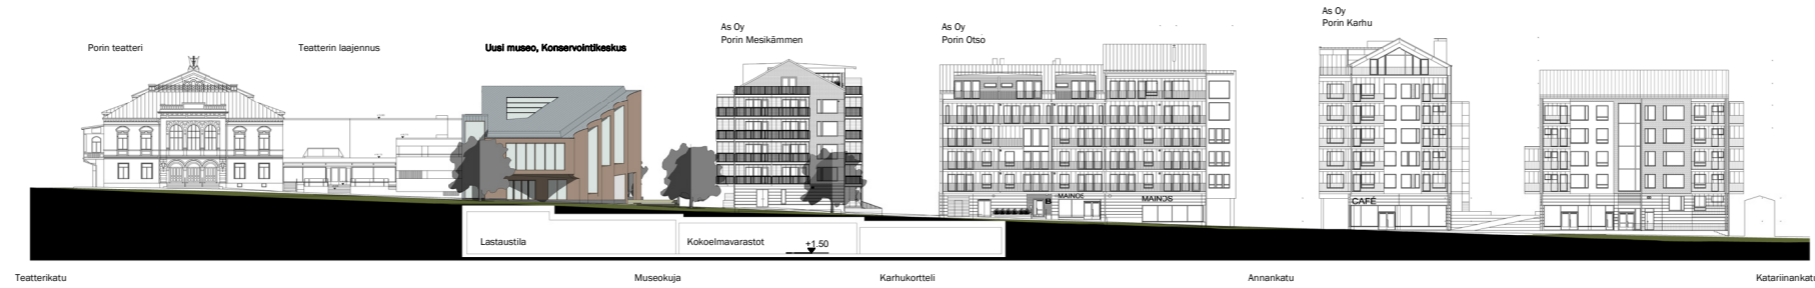 Porin teatteri
Teatterin laajennus
Uusi museo, Konservointikeskus
As Oy
Porin Mesikämmen
As Oy
Porin Otso
As Oy
Porin Karhu
MAINOS
MAINOS
CAFÉ
Lastaustila
Kokoelmavarastot
+1.50
Teatterikatu
Museokuja
Karhukortteli
Annankatu
Katariinankatu